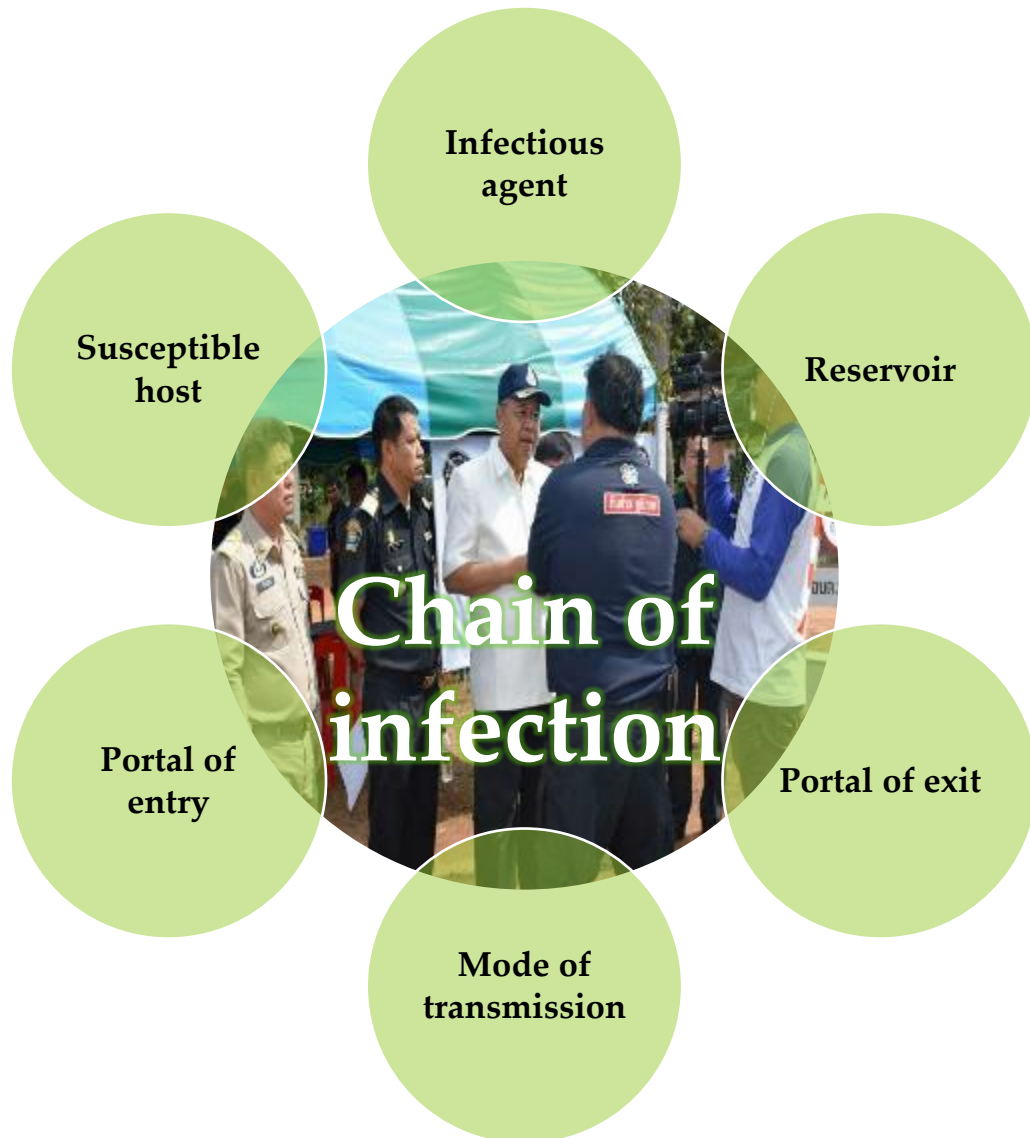 Infectious
agent
Reservoir
Portal of exit
Mode of
transmission
Portal of
entry
Susceptible
host
Chain of
infection